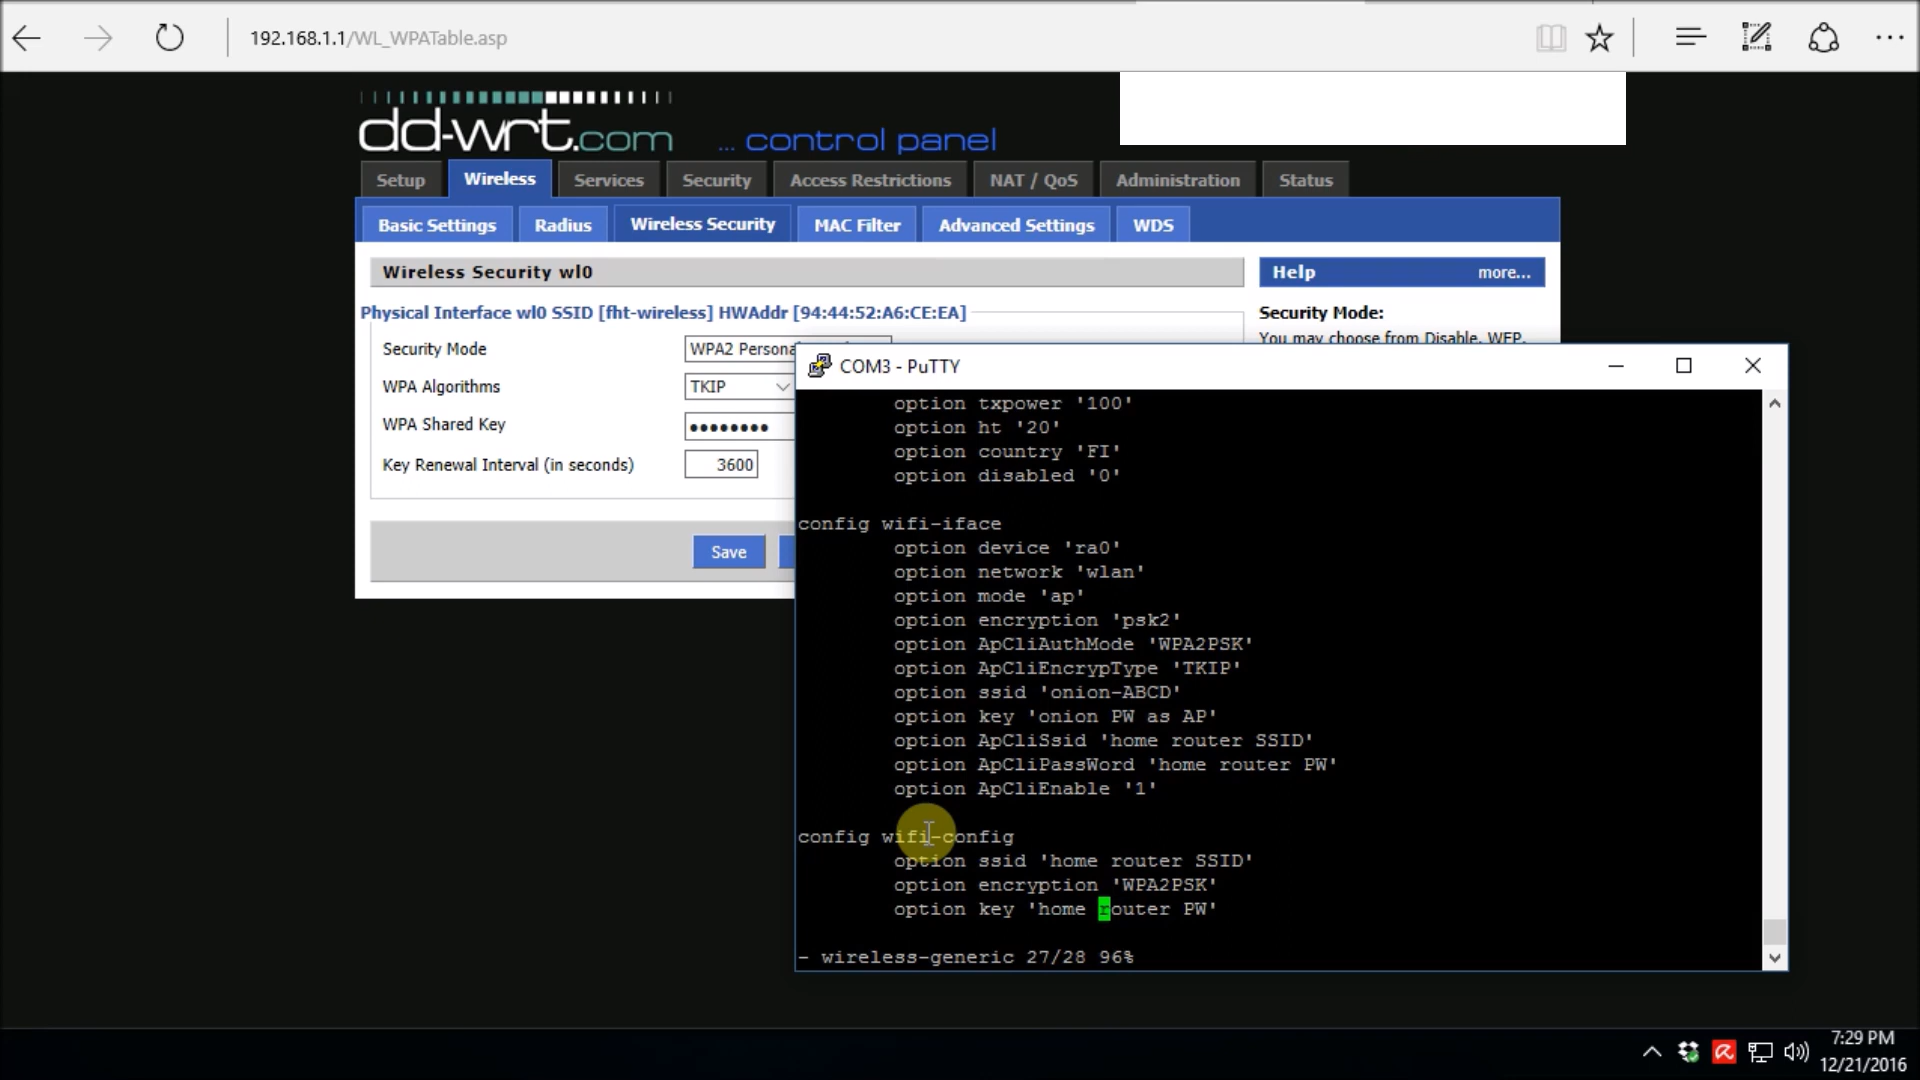 192.168.1.1/WL_WPATable.asp
dd-wrt.com ... control panel
Setup Wireless Services Security Access Restrictions NAT / QoS Administration Status
Basic Settings Radius Wireless Security MAC Filter Advanced Settings WDS
Wireless Security wl0
Help more...
Physical Interface wl0 SSID [fht-wireless] HWAddr [94:44:52:A6:CE:EA]
Security Mode:
You may choose from Disable, WEP,
Security Mode WPA2 Persona
WPA Algorithms TKIP
WPA Shared Key ••••••••
Key Renewal Interval (in seconds) 3600
Save
COM3 - PuTTY
option txpower '100'
option ht '20'
option country 'FI'
option disabled '0'
config wifi-iface
option device 'ra0'
option network 'wlan'
option mode 'ap'
option encryption 'psk2'
option ApCliAuthMode 'WPA2PSK'
option ApCliEncrypType 'TKIP'
option ssid 'onion-ABCD'
option key 'onion PW as AP'
option ApCliSsid 'home router SSID'
option ApCliPassWord 'home router PW'
option ApCliEnable '1'
config wifi-config
option ssid 'home router SSID'
option encryption 'WPA2PSK'
option key 'home router PW'
- wireless-generic 27/28 96%
7:29 PM
12/21/2016